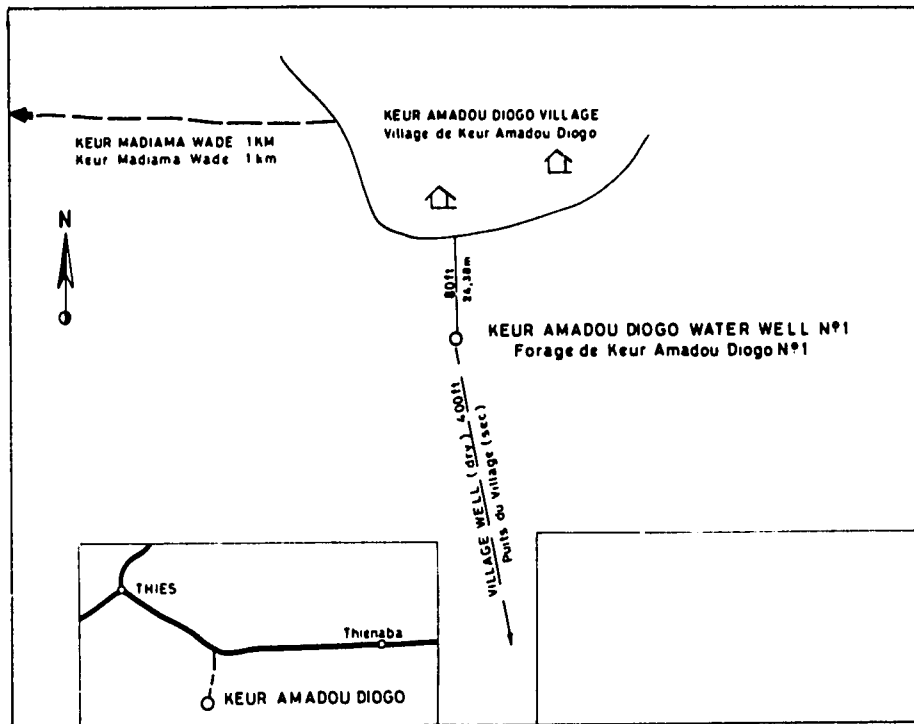 KEUR AMADOU DIOGO VILLAGE
Village de Keur Amadou Diogo
KEUR MADIAMA WADE 1KM
Keur Madiama Wade 1km
N
80ft
24,38m
KEUR AMADOU DIOGO WATER WELL Nº1
Forage de Keur Amadou Diogo Nº1
VILLAGE WELL (dry) 400ft
Puits du Village (sec)
THIES
Thienaba
KEUR AMADOU DIOGO